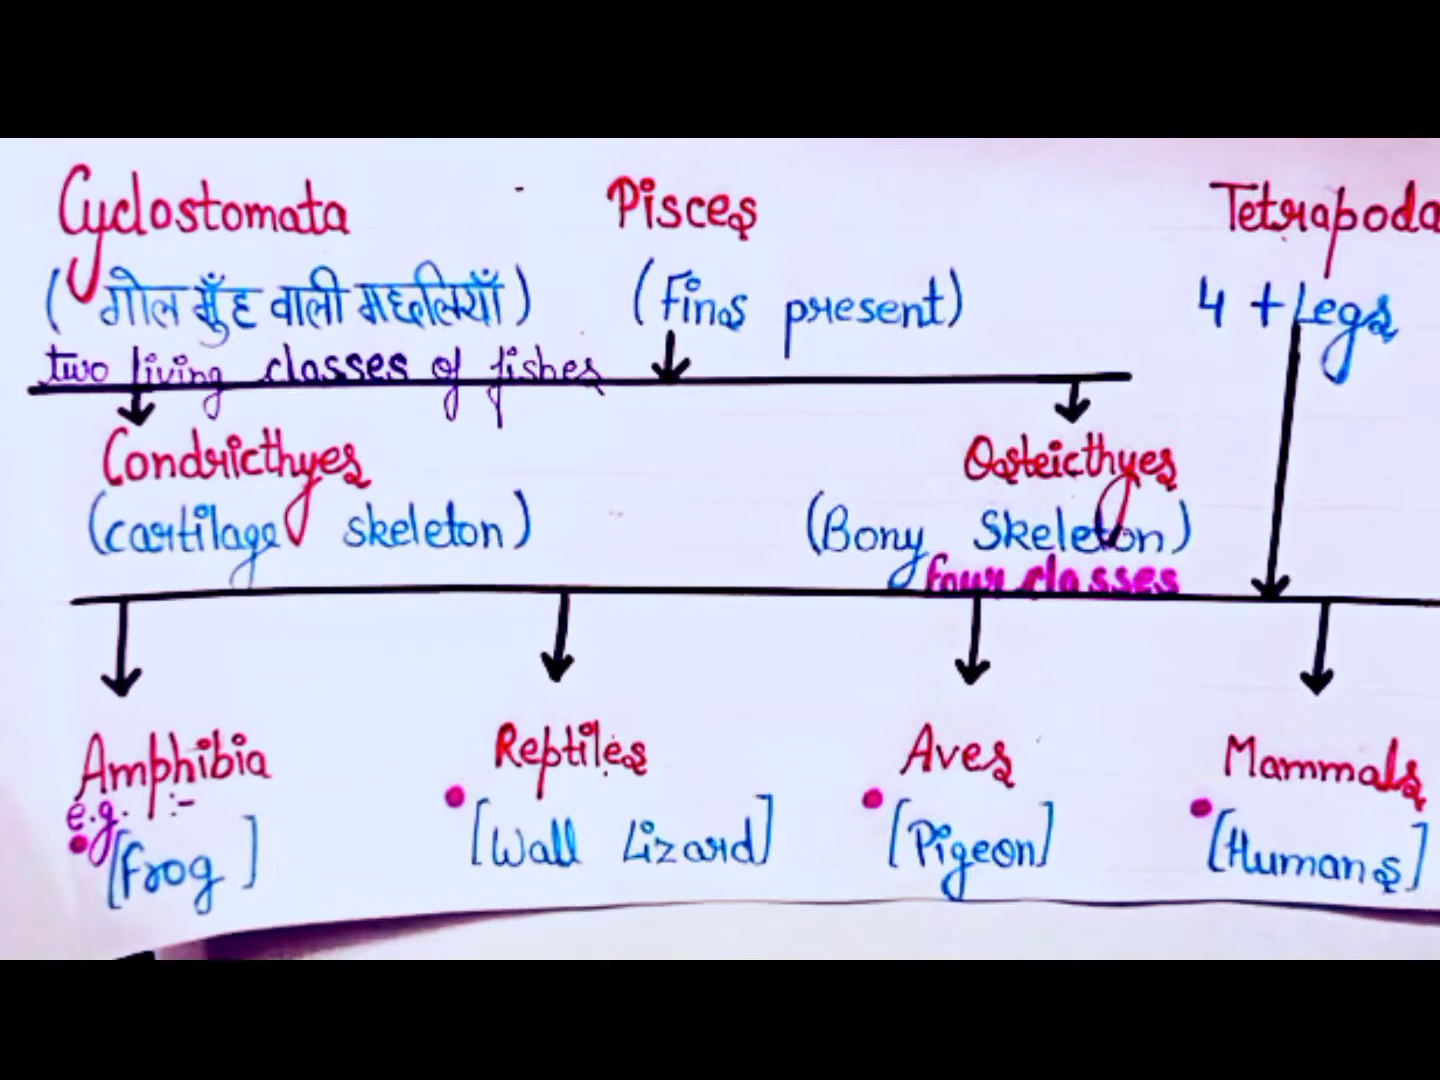 Cyclostomata Pisces Tetrapoda
(गोल मुँह वाली मछलियाँ) (Fins present) 4 + Legs
two living classes of fishes
Condricthyes Osteicthyes
(cartilage skeleton) (Bony Skeleton)
four classes
Amphibia Reptiles Aves Mammals
e.g. :-
[Frog] [Wall Lizard] [Pigeon] [Humans]